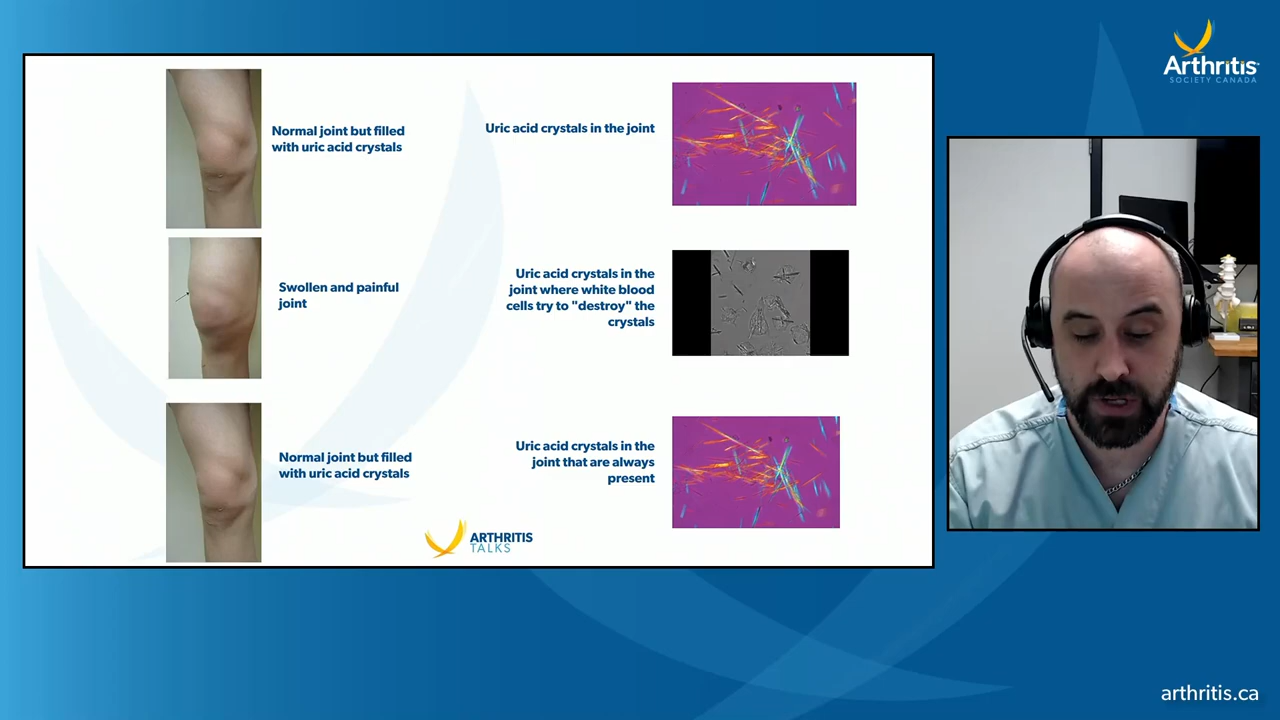 Normal joint but filled
with uric acid crystals
Uric acid crystals in the joint
Swollen and painful
joint
Uric acid crystals in the
joint where white blood
cells try to "destroy" the
crystals
Normal joint but filled
with uric acid crystals
Uric acid crystals in the
joint that are always
present
ARTHRITIS
TALKS
Arthritis
SOCIETY CANADA
arthritis.ca